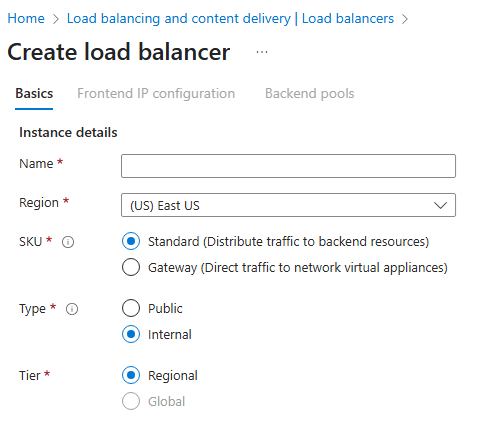 Home > Load balancing and content delivery | Load balancers >
Create load balancer ...
Basics Frontend IP configuration Backend pools
Instance details
Name *
Region * (US) East US
SKU * Standard (Distribute traffic to backend resources)
Gateway (Direct traffic to network virtual appliances)
Type * Public
Internal
Tier * Regional
Global